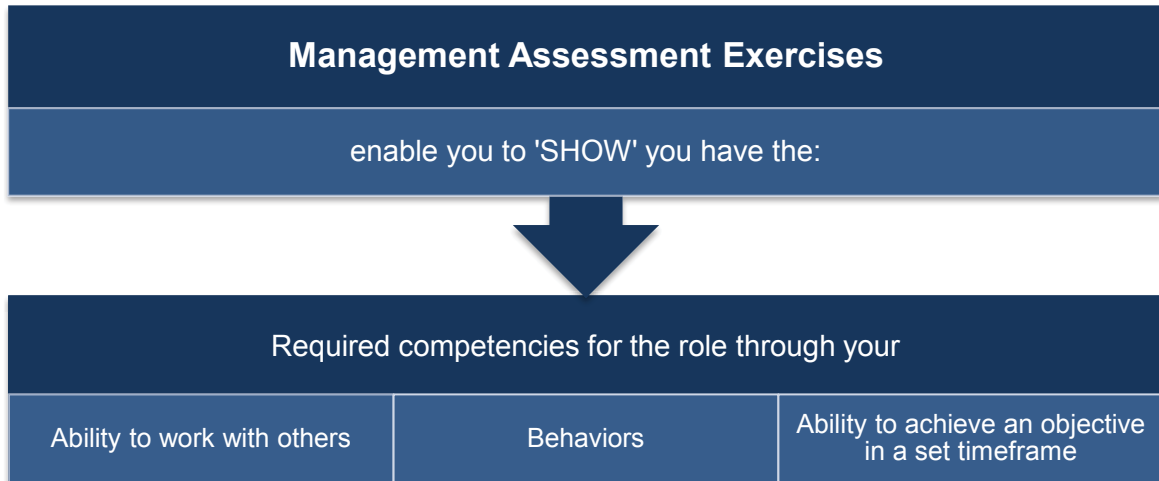 Management Assessment Exercises
enable you to 'SHOW' you have the:
Required competencies for the role through your
Ability to work with others
Behaviors
Ability to achieve an objective
in a set timeframe